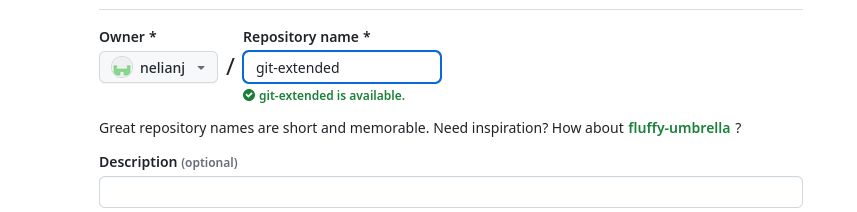 Owner * Repository name *
nelianj / git-extended
git-extended is available.
Great repository names are short and memorable. Need inspiration? How about fluffy-umbrella ?
Description (optional)